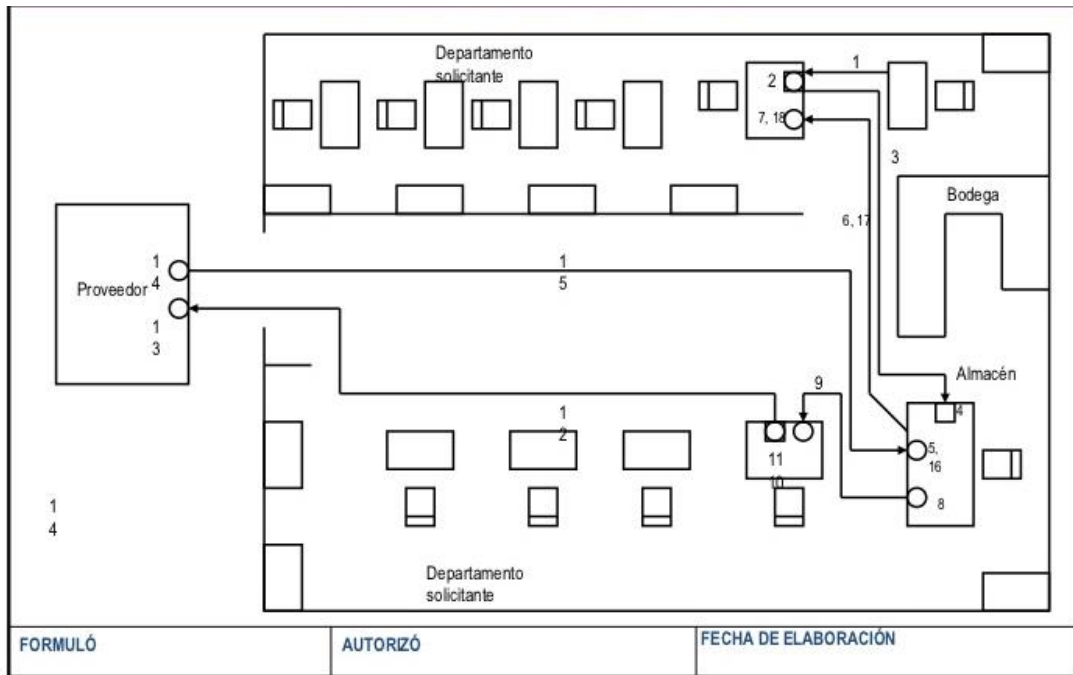 Departamento
solicitante
1
2
7, 18
3
Bodega
6, 17
1
4
1
5
Proveedor
1
3
Almacén
9
4
1
2
5,
16
11
10
8
1
4
Departamento
solicitante
FORMULÓ
AUTORIZÓ
FECHA DE ELABORACIÓN